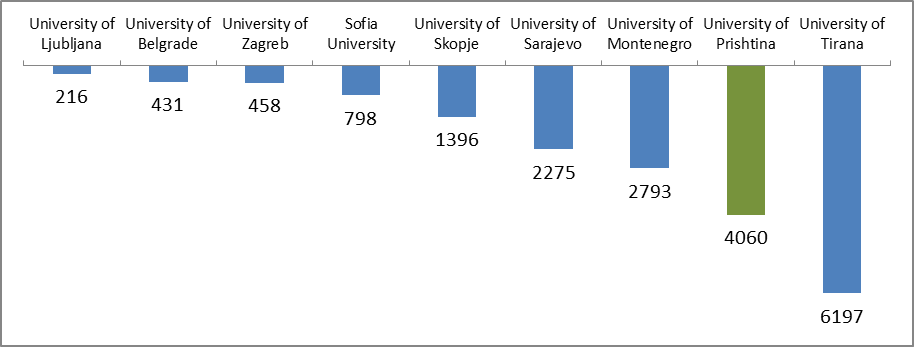 University of
Ljubljana
University of
Belgrade
University of
Zagreb
Sofia
University
University of
Skopje
University of
Sarajevo
University of
Montenegro
University of
Prishtina
University of
Tirana
216
431
458
798
1396
2275
2793
4060
6197